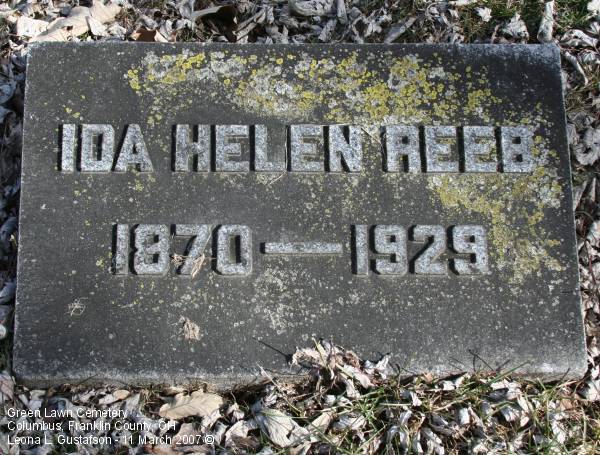 IDA HELEN REEB
1870—1929
Green Lawn Cemetery
Columbus, Franklin County, OH
Leona L. Gustafson - 11 March 2007 ©